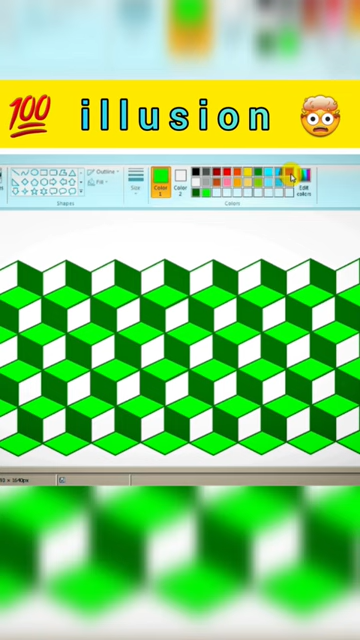 💯 illusion 🤯
Outline
Fill
Size
Color
1
Color
2
Edit
colors
Shapes
Colors